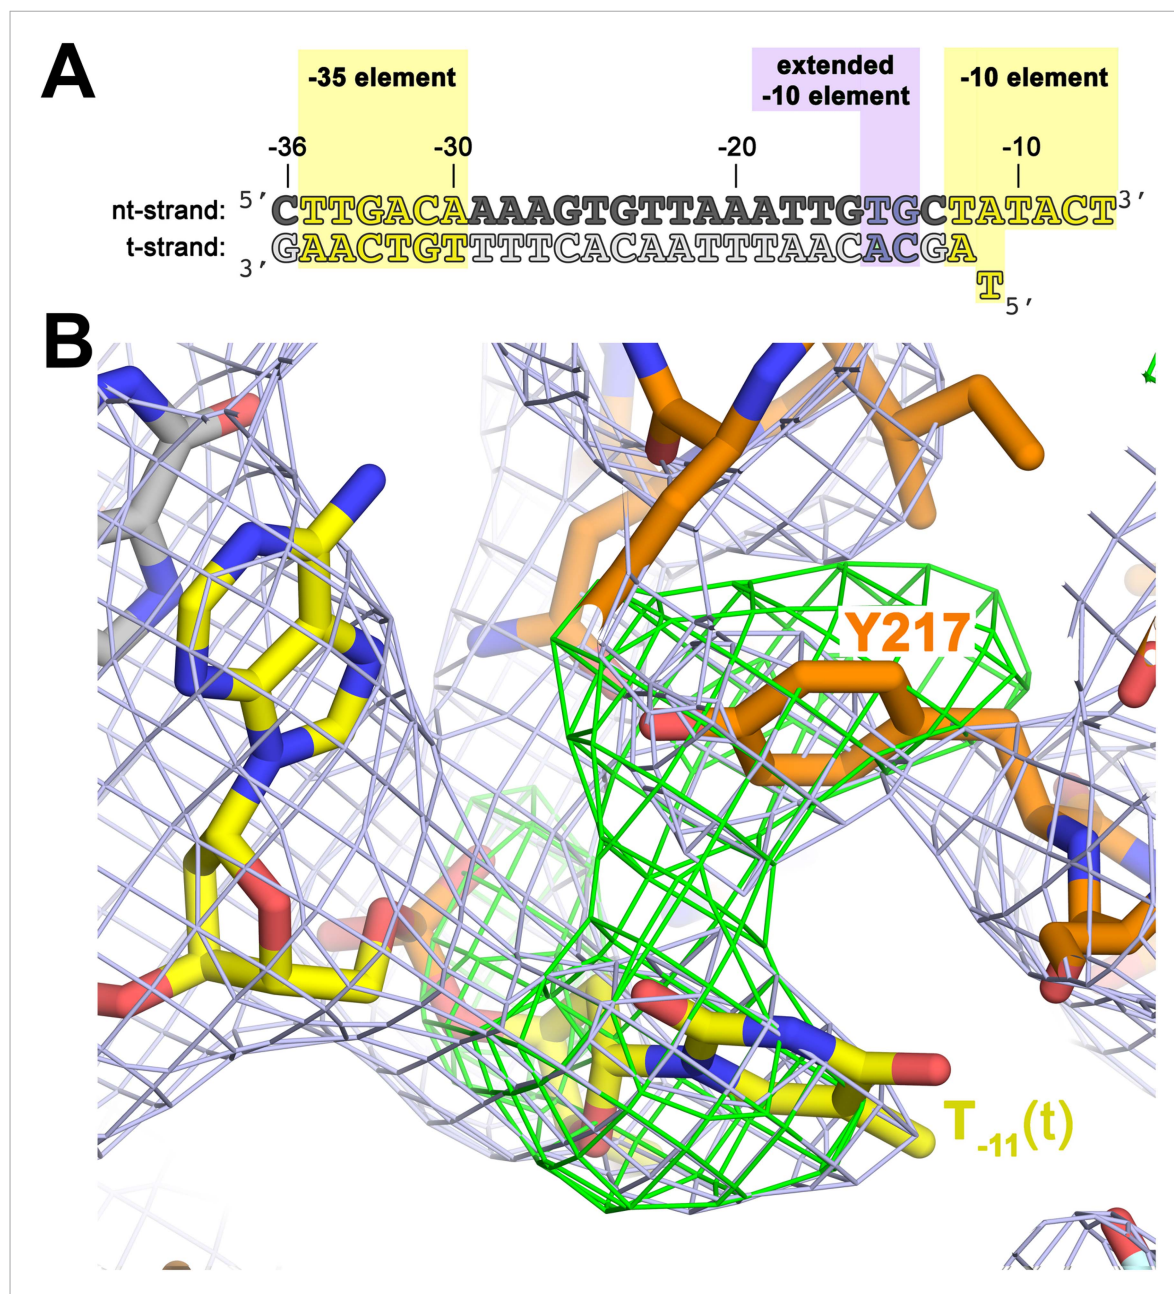 A
-35 element
extended
-10 element
-10 element
-36
-30
-20
-10
nt-strand: 5′ CTTGACAAAAGTGTTAAATTGTGCTATACT 3′
t-strand: 3′ GAACTGTTTTCACAATTTAACACGA
T 5′
B
Y217
T-11(t)